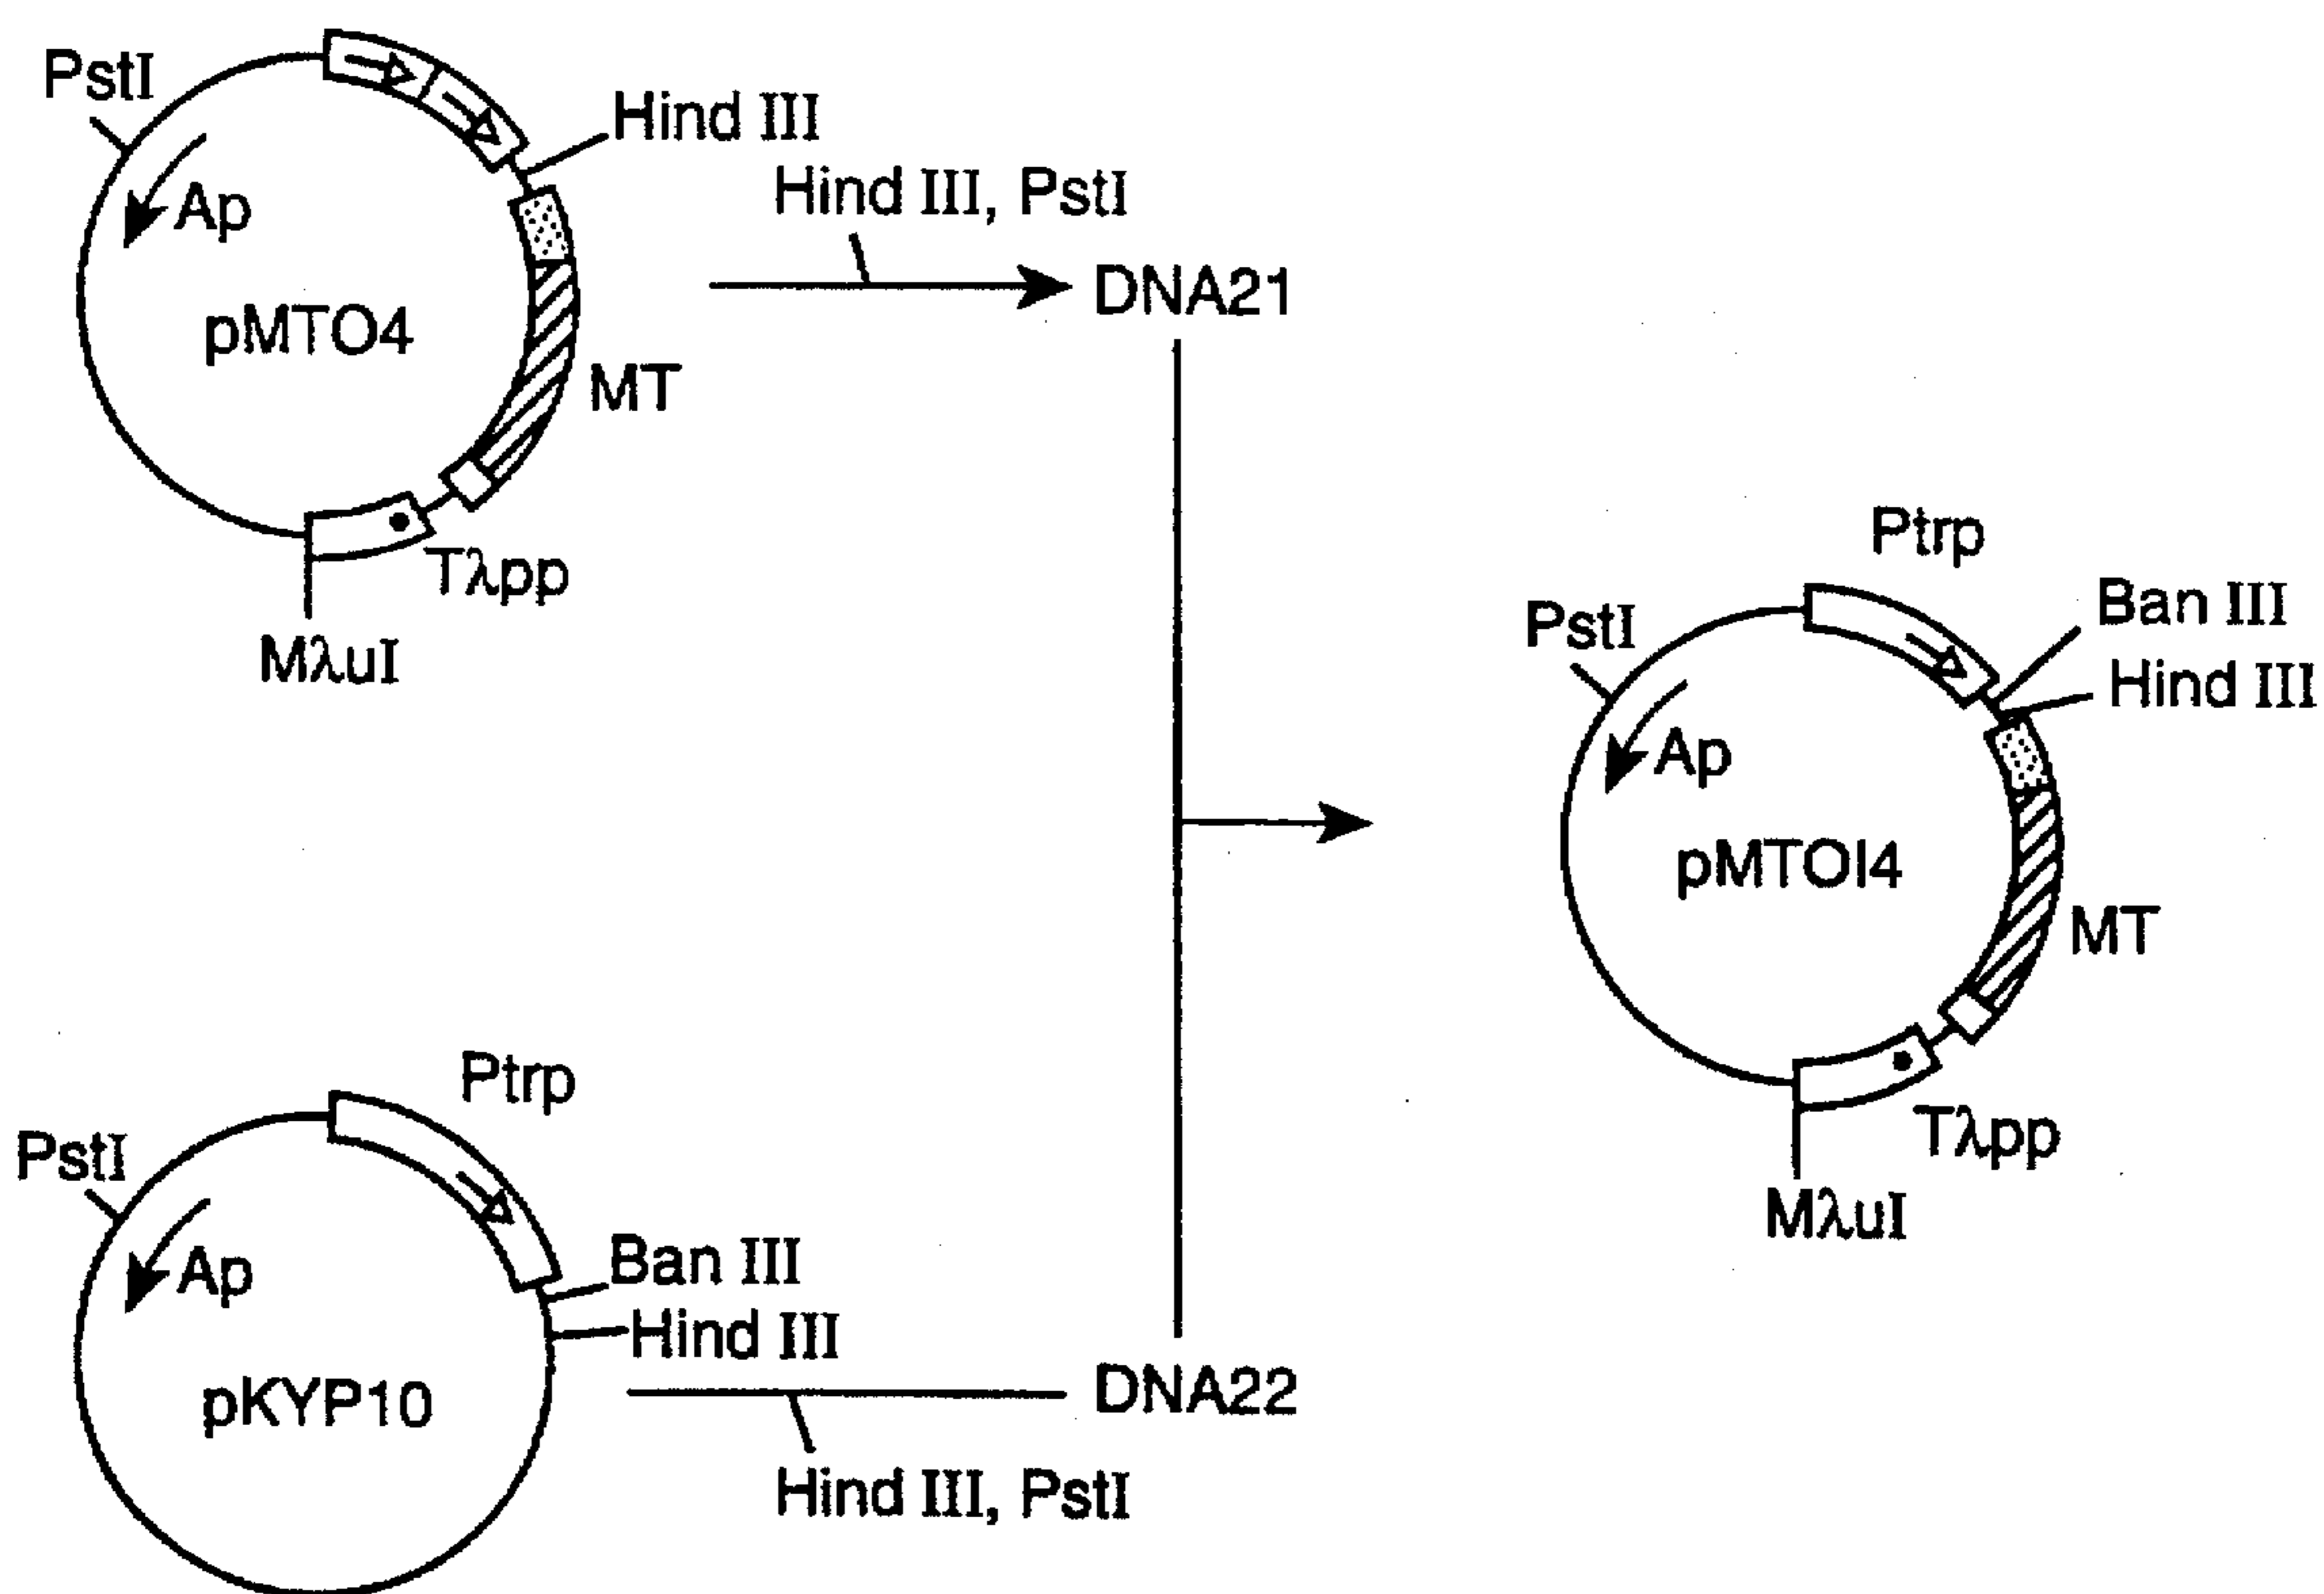 PstI
Hind III
Ap
pMTO4
MT
Tλpp
MλuI
Hind III, PstI
DNA21
Ptrp
PstI
Ban III
Hind III
Ap
pKYP10
Hind III, PstI
DNA22
Ptrp
PstI
Ban III
Hind III
Ap
pMTOI4
MT
Tλpp
MλuI